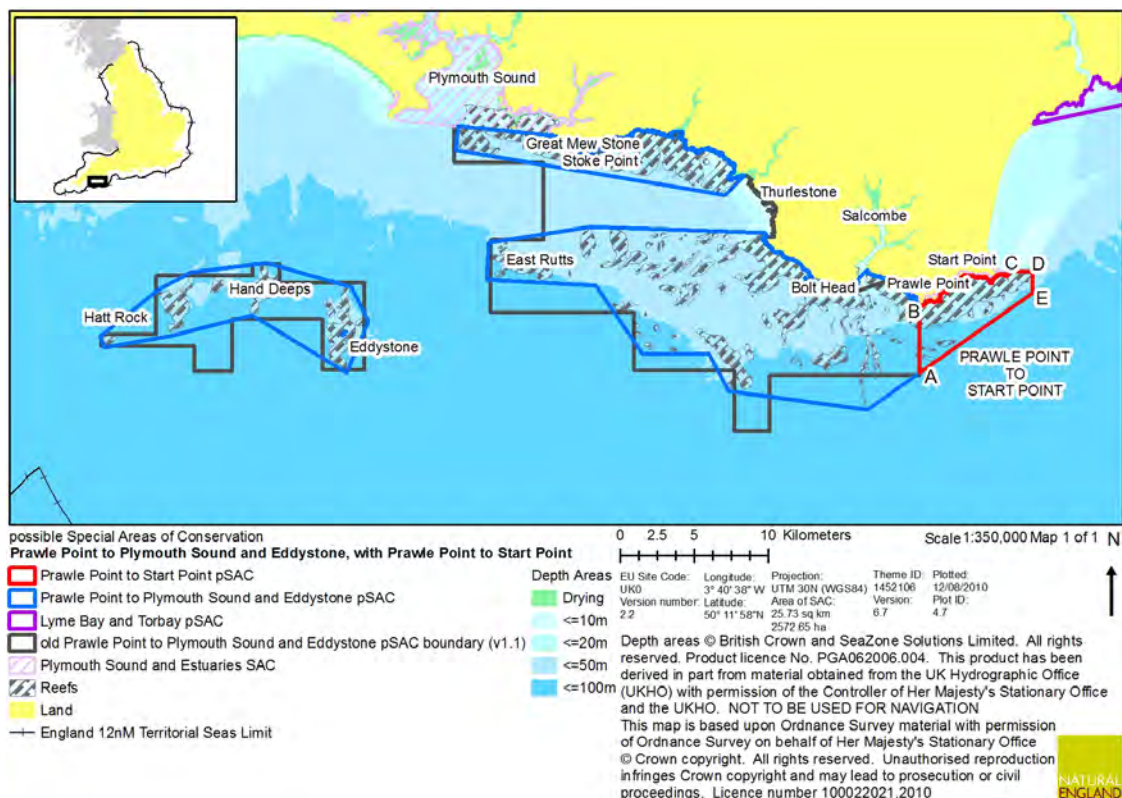 Plymouth Sound
Great Mew Stone
Stoke Point
Thurlestone
Salcombe
East Rutts
Start Point
C
D
Hand Deeps
Bolt Head
Prawle Point
E
B
Hatt Rock
Eddystone
PRAWLE POINT
TO
START POINT
A
possible Special Areas of Conservation
Prawle Point to Plymouth Sound and Eddystone, with Prawle Point to Start Point
Prawle Point to Start Point pSAC
Prawle Point to Plymouth Sound and Eddystone pSAC
Lyme Bay and Torbay pSAC
old Prawle Point to Plymouth Sound and Eddystone pSAC boundary (v1.1)
Plymouth Sound and Estuaries SAC
Reefs
Land
England 12nM Territorial Seas Limit
Depth Areas
Drying
<=10m
<=20m
<=50m
<=100m
0 2.5 5 10 Kilometers
Scale 1:350,000 Map 1 of 1 N
EU Site Code:
UK0
Version number:
2.2
Longitude:
3° 40' 38" W
Latitude:
50° 11' 58"N
Projection:
UTM 30N (WGS84)
Area of SAC:
25.73 sq km
2572.65 ha
Theme ID:
1452106
Version:
6.7
Plotted:
12/08/2010
Plot ID:
4.7
Depth areas © British Crown and SeaZone Solutions Limited. All rights
reserved. Product licence No. PGA062006.004. This product has been
derived in part from material obtained from the UK Hydrographic Office
(UKHO) with permission of the Controller of Her Majesty's Stationary Office
and the UKHO. NOT TO BE USED FOR NAVIGATION
This map is based upon Ordnance Survey material with permission
of Ordnance Survey on behalf of Her Majesty's Stationary Office
© Crown copyright. All rights reserved. Unauthorised reproduction
infringes Crown copyright and may lead to prosecution or civil
proceedings. Licence number 100022021.2010
NATURAL
ENGLAND